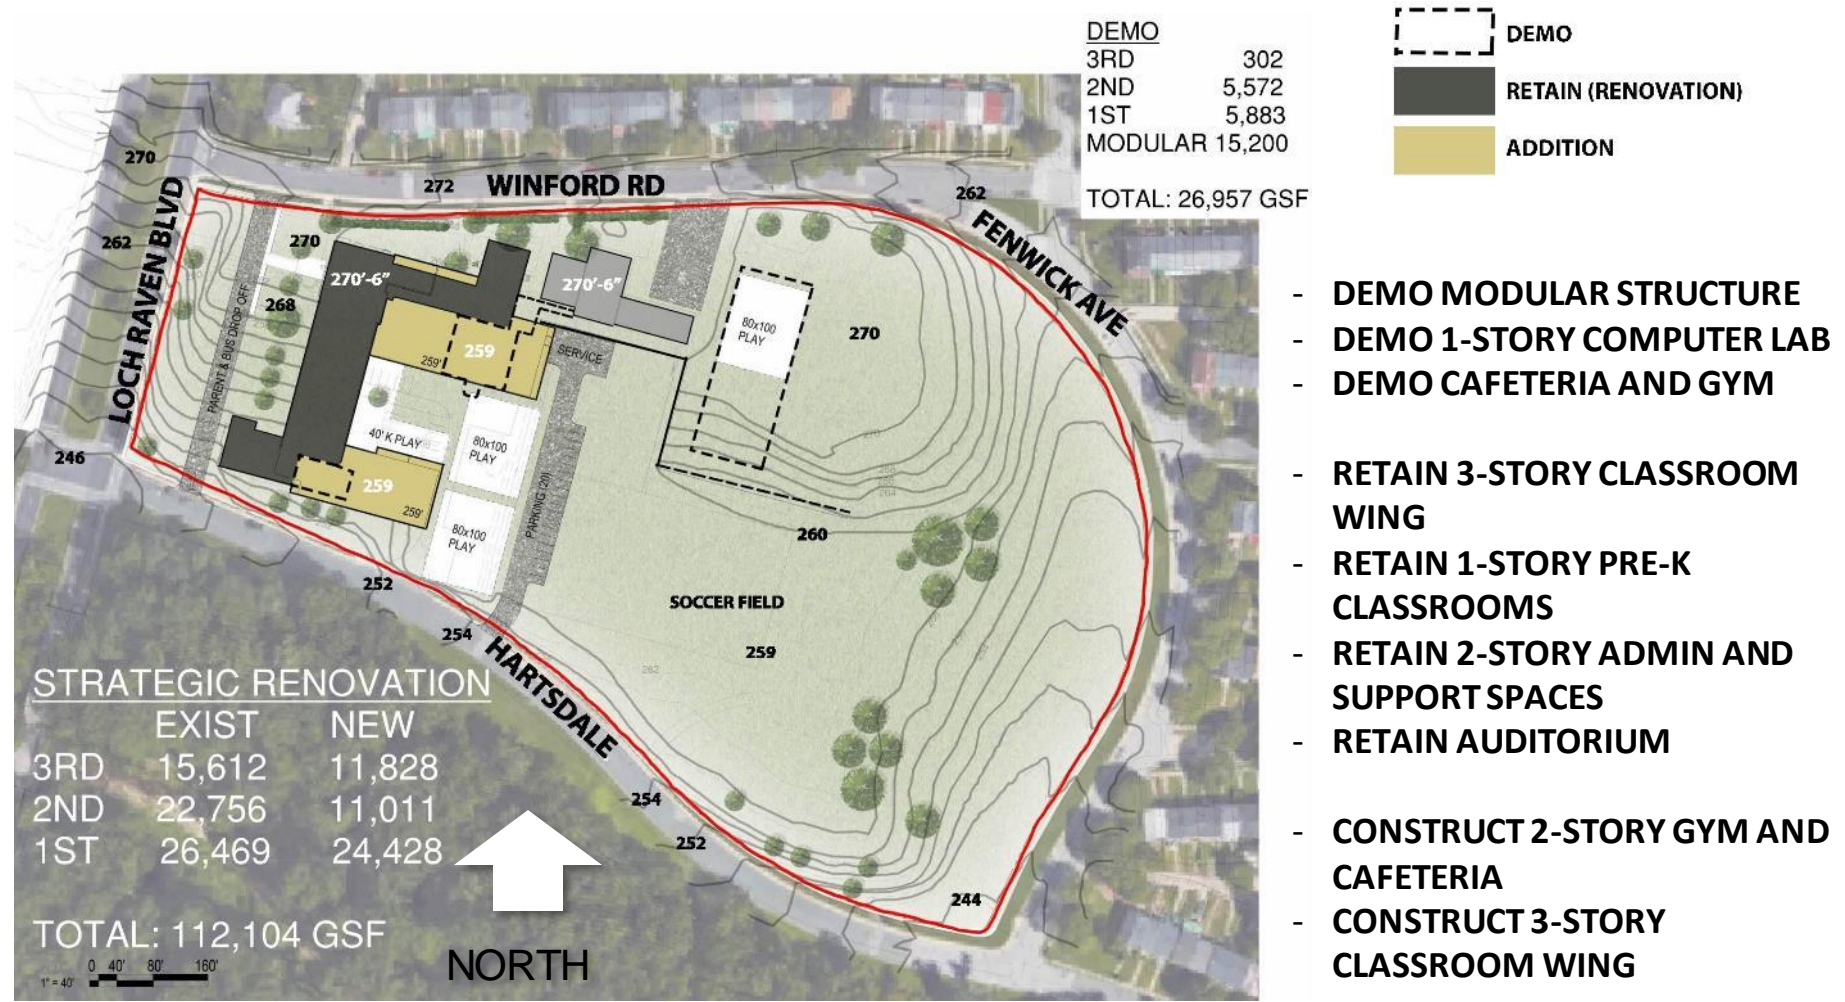 DEMO
3RD 302
2ND 5,572
1ST 5,883
MODULAR 15,200
TOTAL: 26,957 GSF
DEMO
RETAIN (RENOVATION)
ADDITION
270
272
WINFORD RD
262
FENWICK AVE
LOCH RAVEN BLVD
262
270
268
270'-6"
270'-6"
PARENT & BUS DROP OFF
80x100
PLAY
270
259
259'
SERVICE
40' K PLAY
80x100
PLAY
246
259
259'
80x100
PLAY
PARKING (20)
264
260
252
254
SOCCER FIELD
259
262
HARTSDALE
254
252
244
STRATEGIC RENOVATION
EXIST NEW
3RD 15,612 11,828
2ND 22,756 11,011
1ST 26,469 24,428
TOTAL: 112,104 GSF
0 40' 80' 160'
1" = 40'
NORTH
- DEMO MODULAR STRUCTURE
- DEMO 1-STORY COMPUTER LAB
- DEMO CAFETERIA AND GYM
- RETAIN 3-STORY CLASSROOM
WING
- RETAIN 1-STORY PRE-K
CLASSROOMS
- RETAIN 2-STORY ADMIN AND
SUPPORT SPACES
- RETAIN AUDITORIUM
- CONSTRUCT 2-STORY GYM AND
CAFETERIA
- CONSTRUCT 3-STORY
CLASSROOM WING